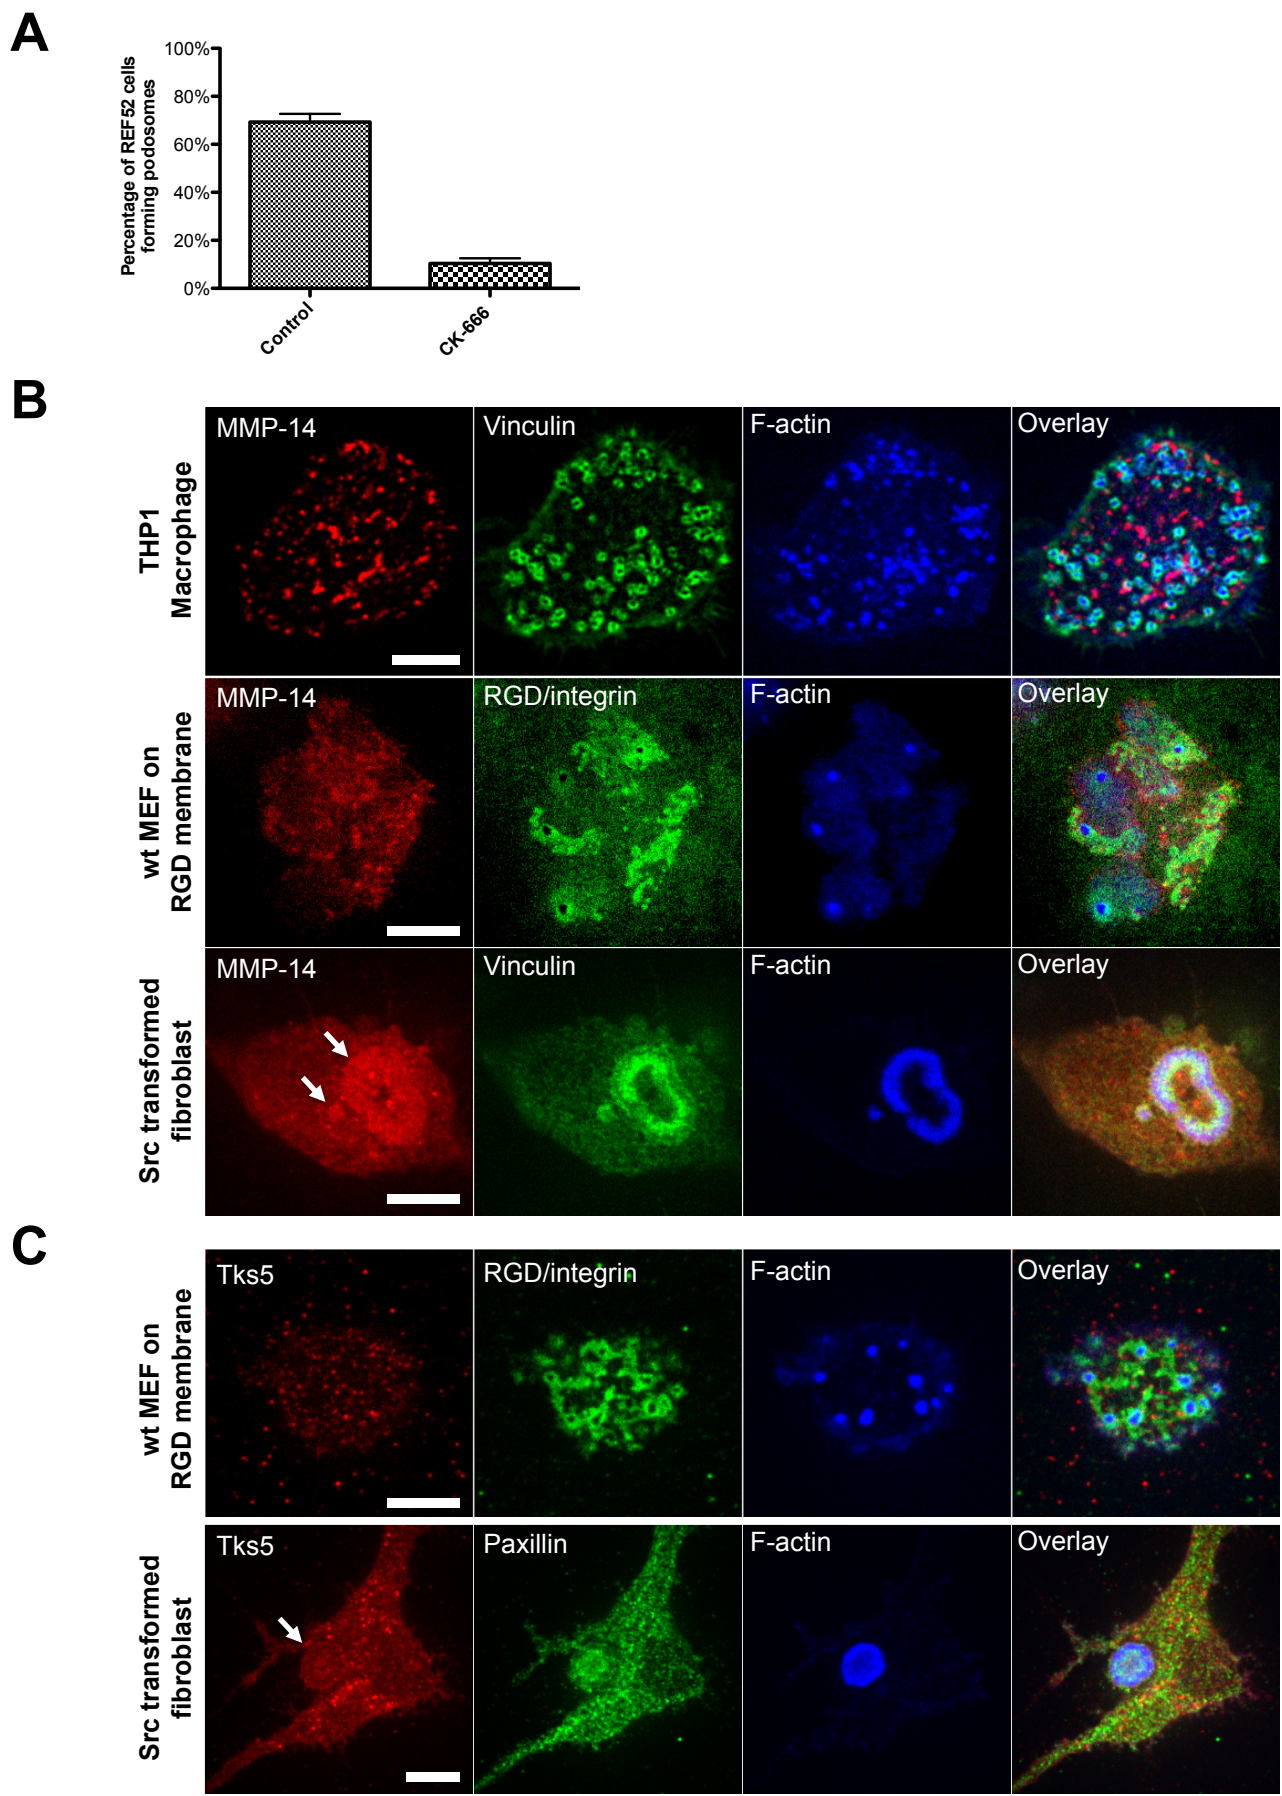 A
Percentage of REF52 cells
forming podosomes
100%
80%
60%
40%
20%
0%
Control
CK-666
B
THP1
Macrophage
MMP-14
Vinculin
F-actin
Overlay
wt MEF on
RGD membrane
MMP-14
RGD/integrin
F-actin
Overlay
Src transformed
fibroblast
MMP-14
Vinculin
F-actin
Overlay
C
wt MEF on
RGD membrane
Tks5
RGD/integrin
F-actin
Overlay
Src transformed
fibroblast
Tks5
Paxillin
F-actin
Overlay